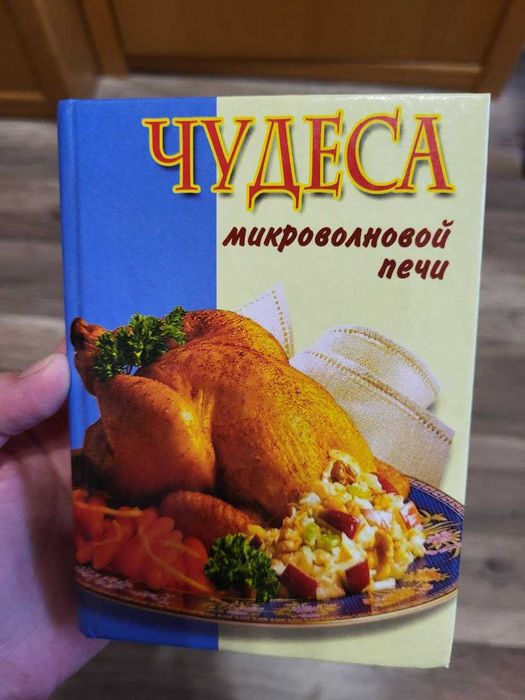 ЧУДЕСА
микроволновой
печи